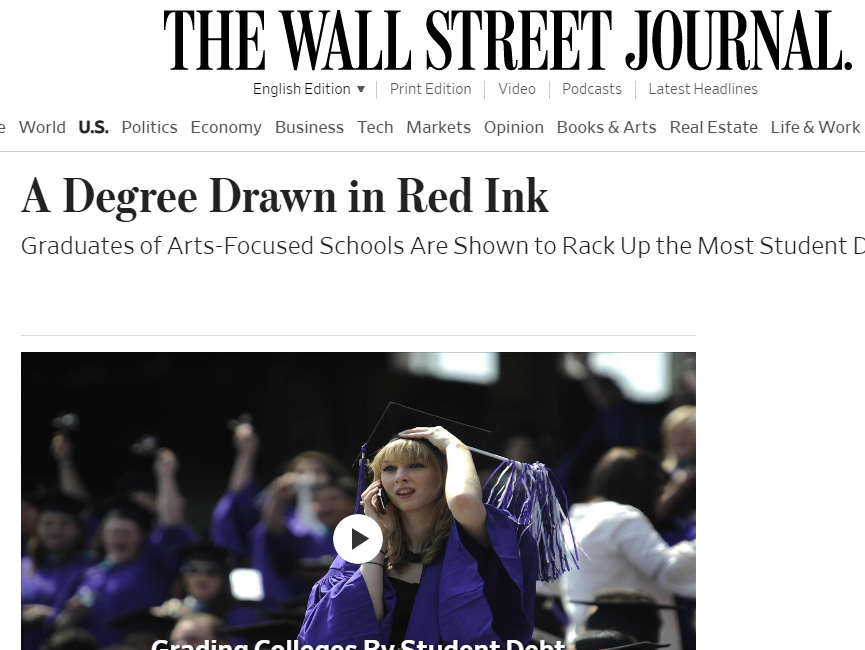 THE WALL STREET JOURNAL.
English Edition ▼ Print Edition Video Podcasts Latest Headlines
World U.S. Politics Economy Business Tech Markets Opinion Books & Arts Real Estate Life & Work
A Degree Drawn in Red Ink
Graduates of Arts-Focused Schools Are Shown to Rack Up the Most Student
Grading Colleges By Student Debt